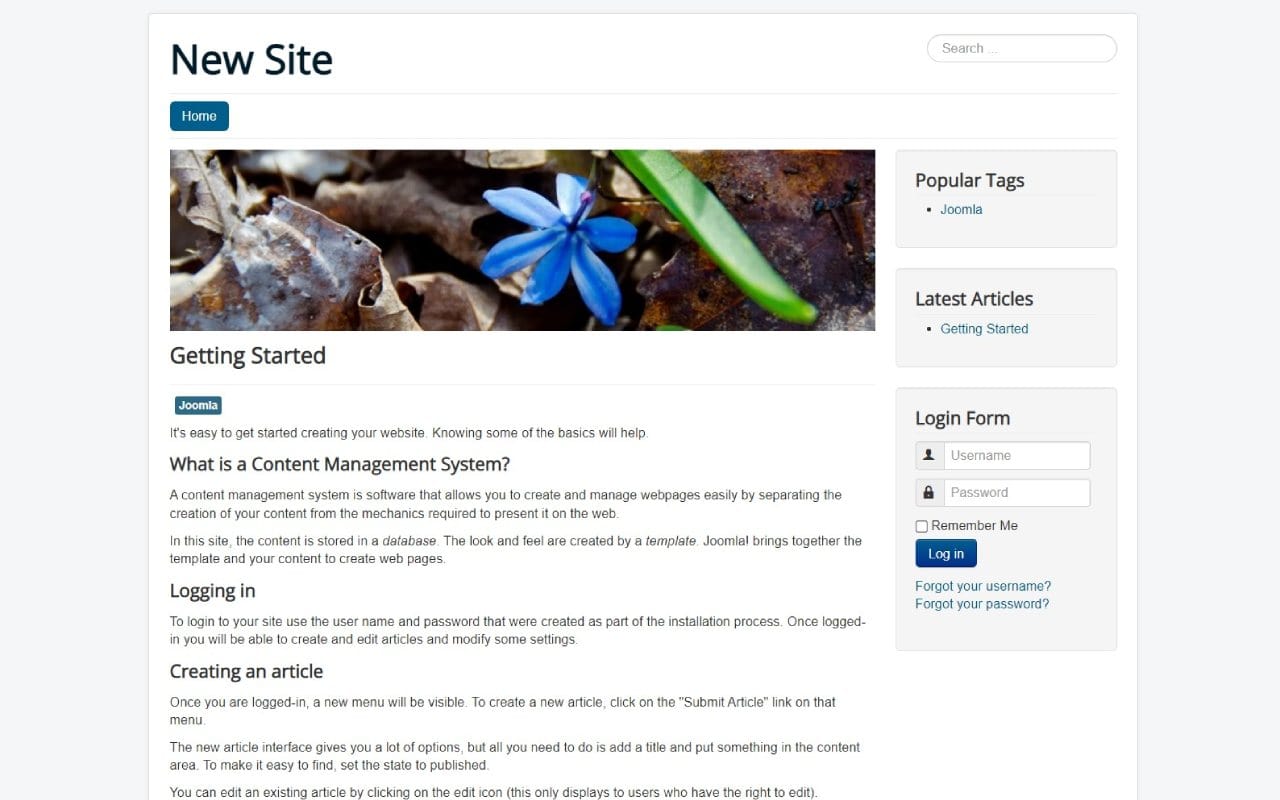 New Site
Search ...
Home
Getting Started
Joomla
It's easy to get started creating your website. Knowing some of the basics will help.
What is a Content Management System?
A content management system is software that allows you to create and manage webpages easily by separating the
creation of your content from the mechanics required to present it on the web.
In this site, the content is stored in a database. The look and feel are created by a template. Joomla! brings together the
template and your content to create web pages.
Logging in
To login to your site use the user name and password that were created as part of the installation process. Once logged-
in you will be able to create and edit articles and modify some settings.
Creating an article
Once you are logged-in, a new menu will be visible. To create a new article, click on the "Submit Article" link on that
menu.
The new article interface gives you a lot of options, but all you need to do is add a title and put something in the content
area. To make it easy to find, set the state to published.
You can edit an existing article by clicking on the edit icon (this only displays to users who have the right to edit).
Popular Tags
Joomla
Latest Articles
Getting Started
Login Form
Username
Password
Remember Me
Log in
Forgot your username?
Forgot your password?